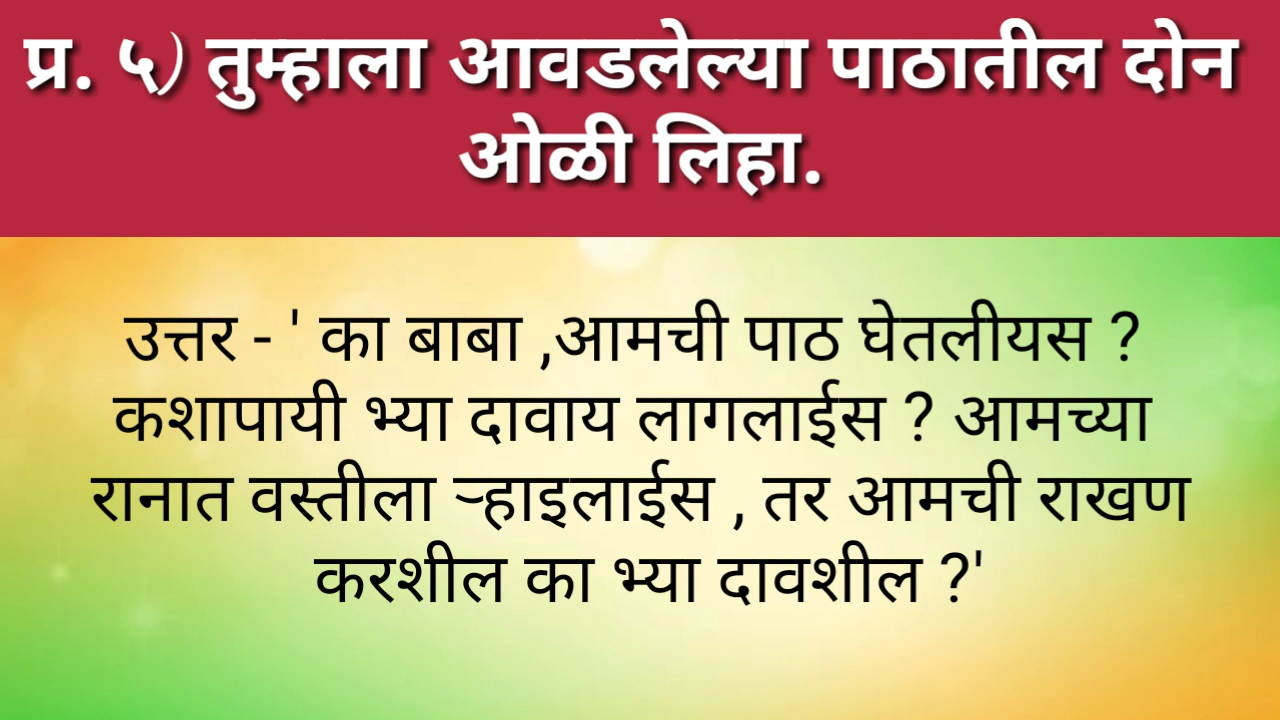 प्र. ५) तुम्हाला आवडलेल्या पाठातील दोन
ओळी लिहा.
उत्तर - ' का बाबा ,आमची पाठ घेतलीयस ?
कशापायी भ्या दावाय लागलाईस ? आमच्या
रानात वस्तीला ऱ्हाइलाईस , तर आमची राखण
करशील का भ्या दावशील ?'